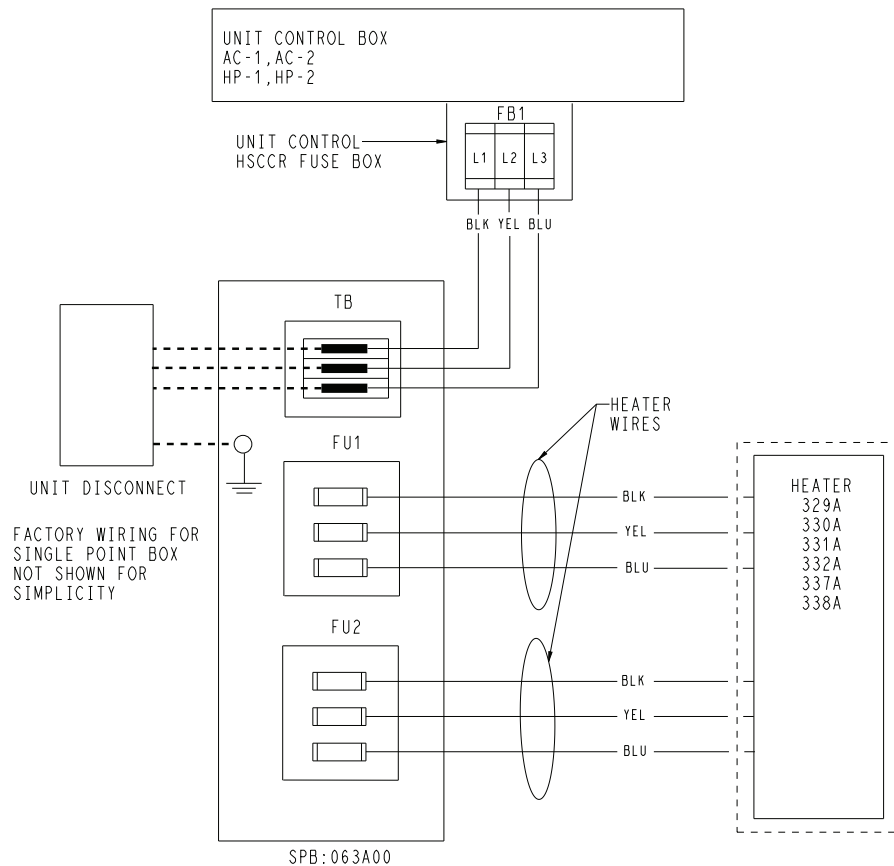 UNIT CONTROL BOX
AC-1,AC-2
HP-1,HP-2
FB1
UNIT CONTROL
HSCCR FUSE BOX
L1 L2 L3
BLK YEL BLU
TB
HEATER
WIRES
FU1
UNIT DISCONNECT
FACTORY WIRING FOR
SINGLE POINT BOX
NOT SHOWN FOR
SIMPLICITY
BLK
YEL
BLU
HEATER
329A
330A
331A
332A
337A
338A
FU2
BLK
YEL
BLU
SPB:063A00